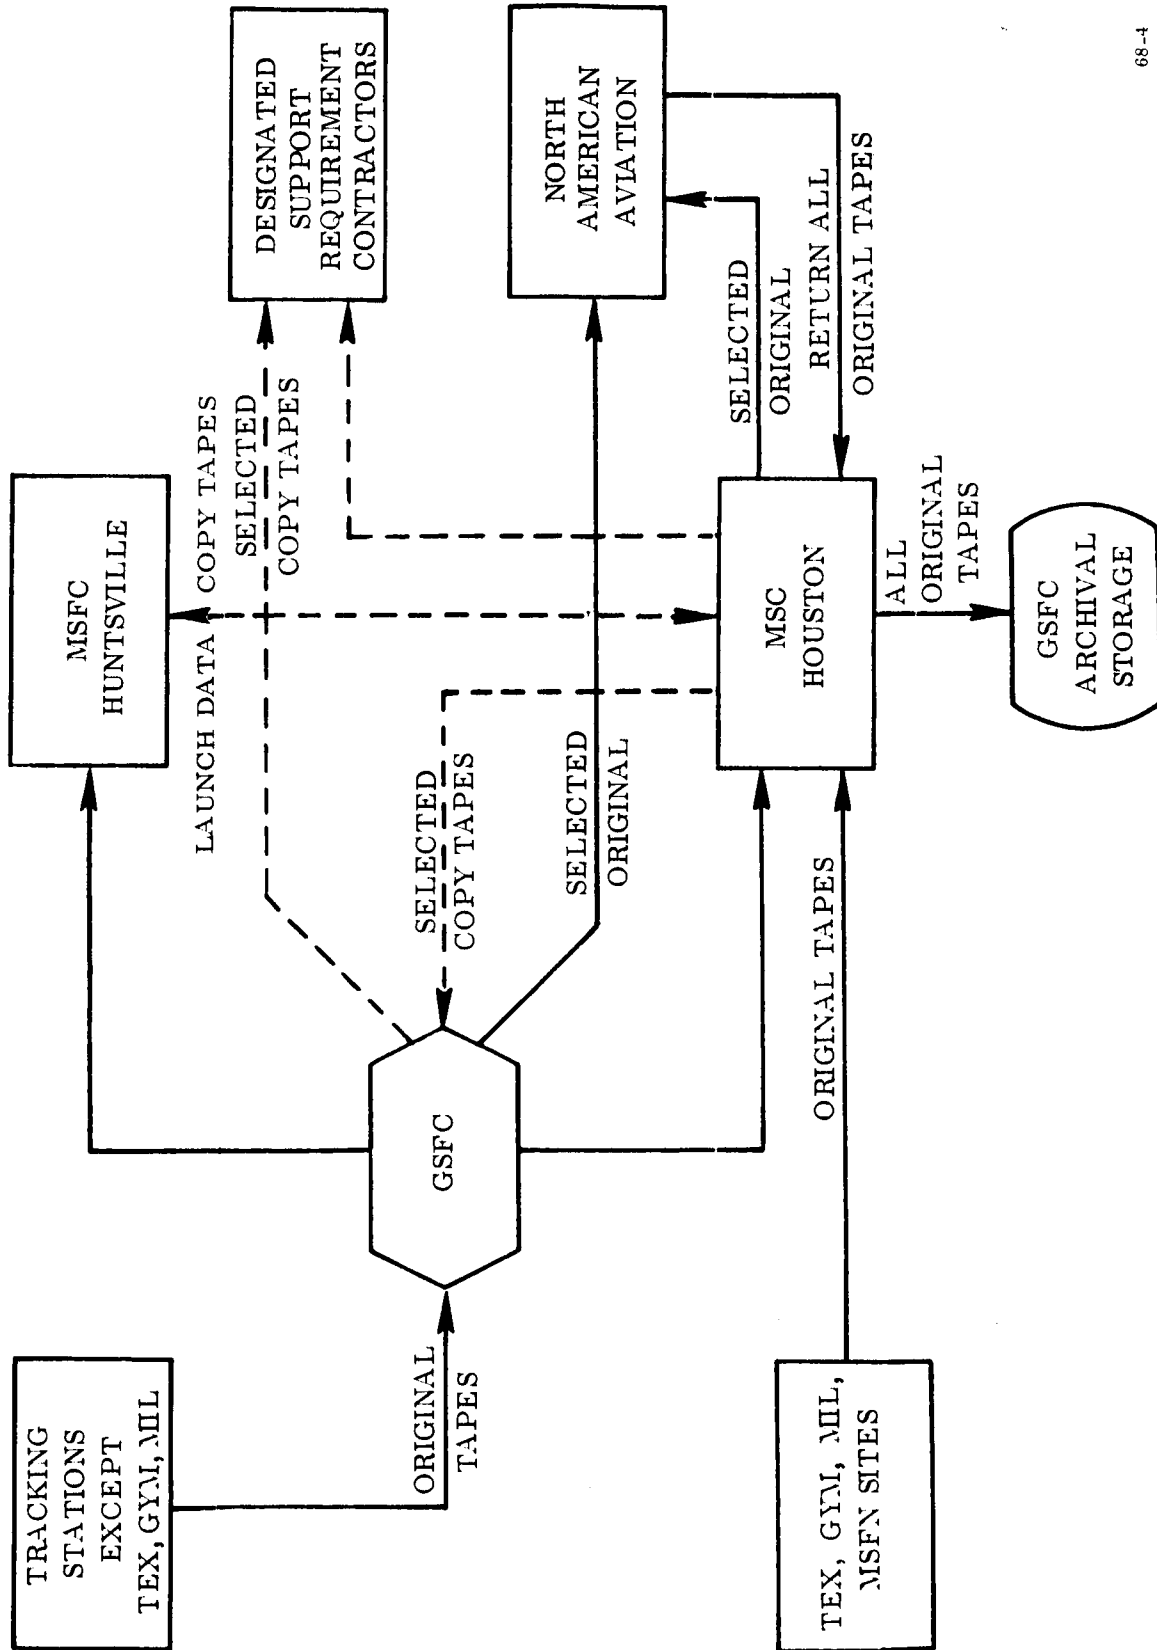 TRACKING
STATIONS
EXCEPT
TEX, GYM, MIL
MSFC
HUNTSVILLE
LAUNCH DATA
COPY TAPES
DESIGNATED
SUPPORT
REQUIREMENT
CONTRACTORS
SELECTED
COPY TAPES
ORIGINAL
TAPES
GSFC
SELECTED
COPY TAPES
SELECTED
ORIGINAL
NORTH
AMERICAN
AVIATION
TEX, GYM, MIL,
MSFN SITES
ORIGINAL TAPES
MSC
HOUSTON
SELECTED
ORIGINAL
RETURN ALL
ORIGINAL TAPES
ALL
ORIGINAL
TAPES
GSFC
ARCHIVAL
STORAGE
68-4